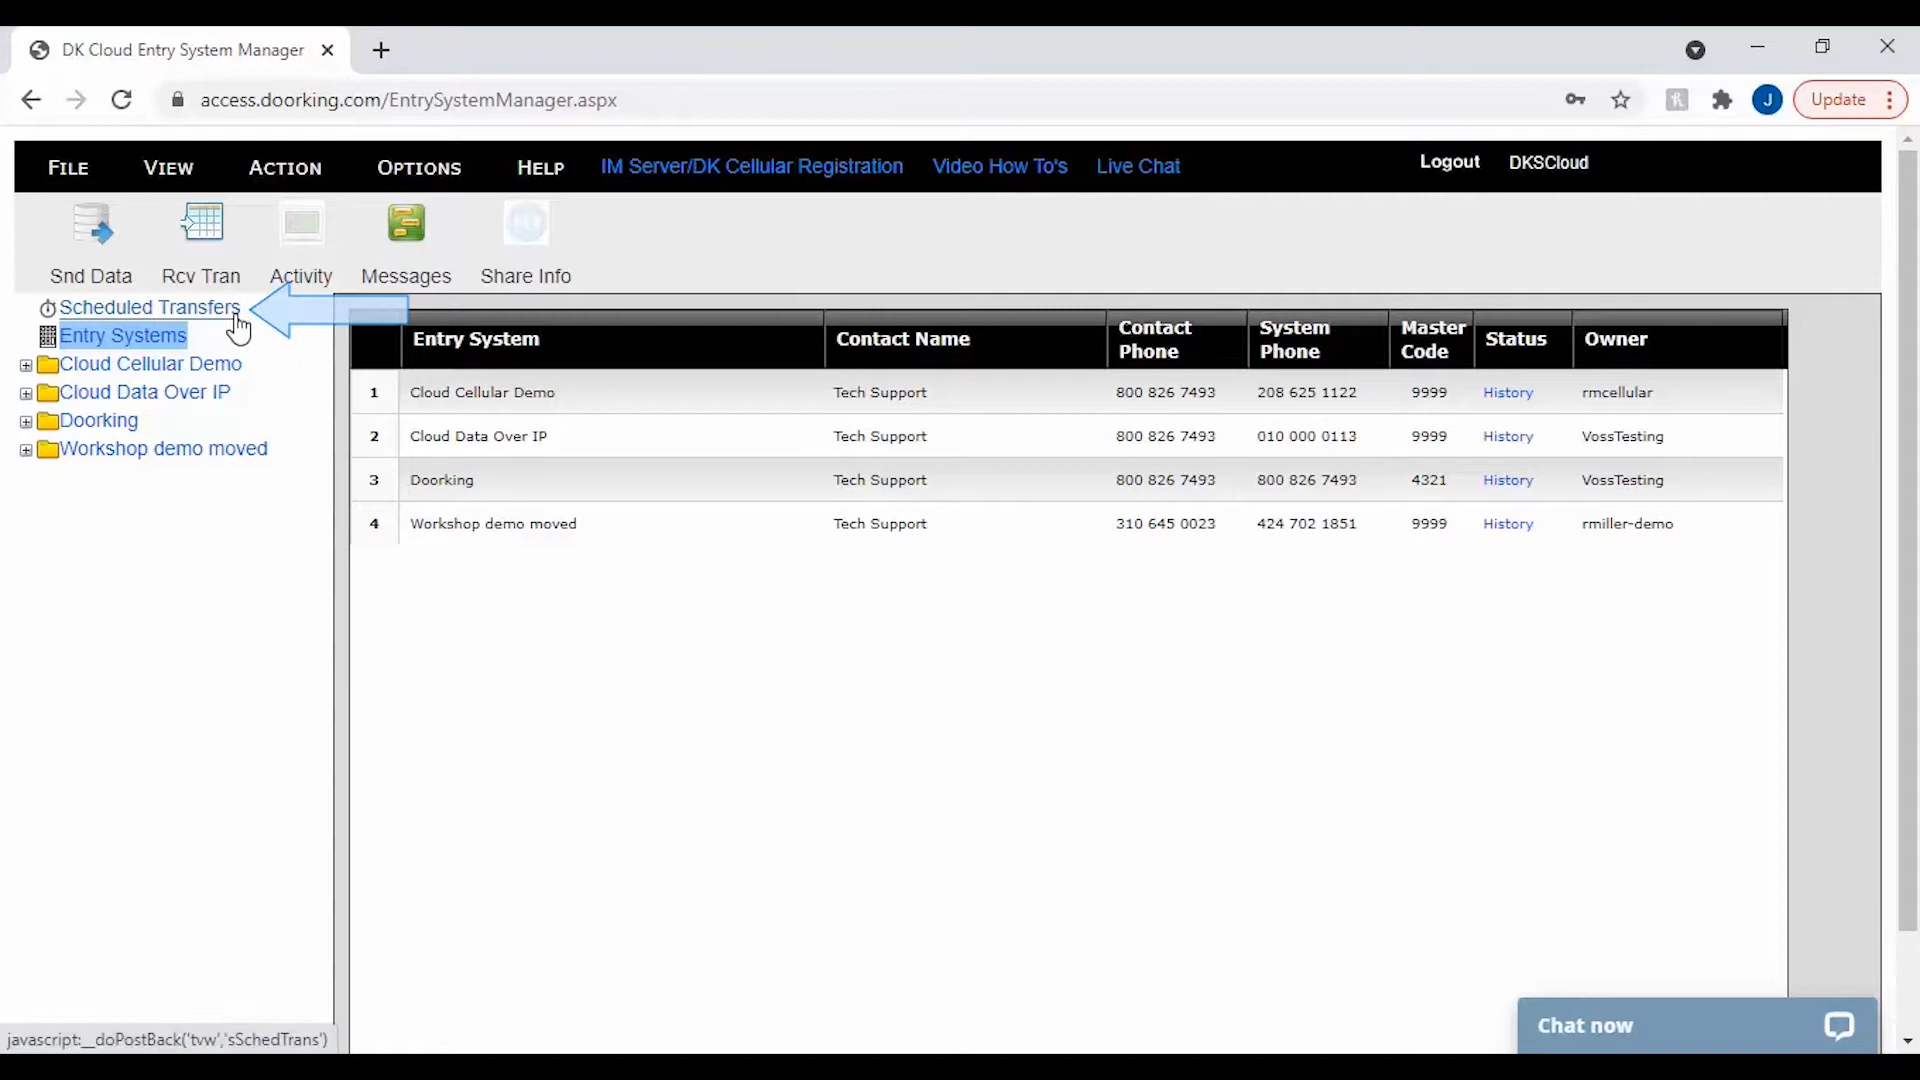 DK Cloud Entry System Manager
access.doorking.com/EntrySystemManager.aspx
J
Update
FILE VIEW ACTION OPTIONS HELP IM Server/DK Cellular Registration Video How To's Live Chat Logout DKSCloud
Snd Data Rcv Tran Activity Messages Share Info
Scheduled Transfers
Entry Systems
Cloud Cellular Demo
Cloud Data Over IP
Doorking
Workshop demo moved
Entry System Contact Name Contact Phone System Phone Master Code Status Owner
1 Cloud Cellular Demo Tech Support 800 826 7493 208 625 1122 9999 History rmcellular
2 Cloud Data Over IP Tech Support 800 826 7493 010 000 0113 9999 History VossTesting
3 Doorking Tech Support 800 826 7493 800 826 7493 4321 History VossTesting
4 Workshop demo moved Tech Support 310 645 0023 424 702 1851 9999 History rmiller-demo
Chat now
javascript:__doPostBack('tvw','sSchedTrans')